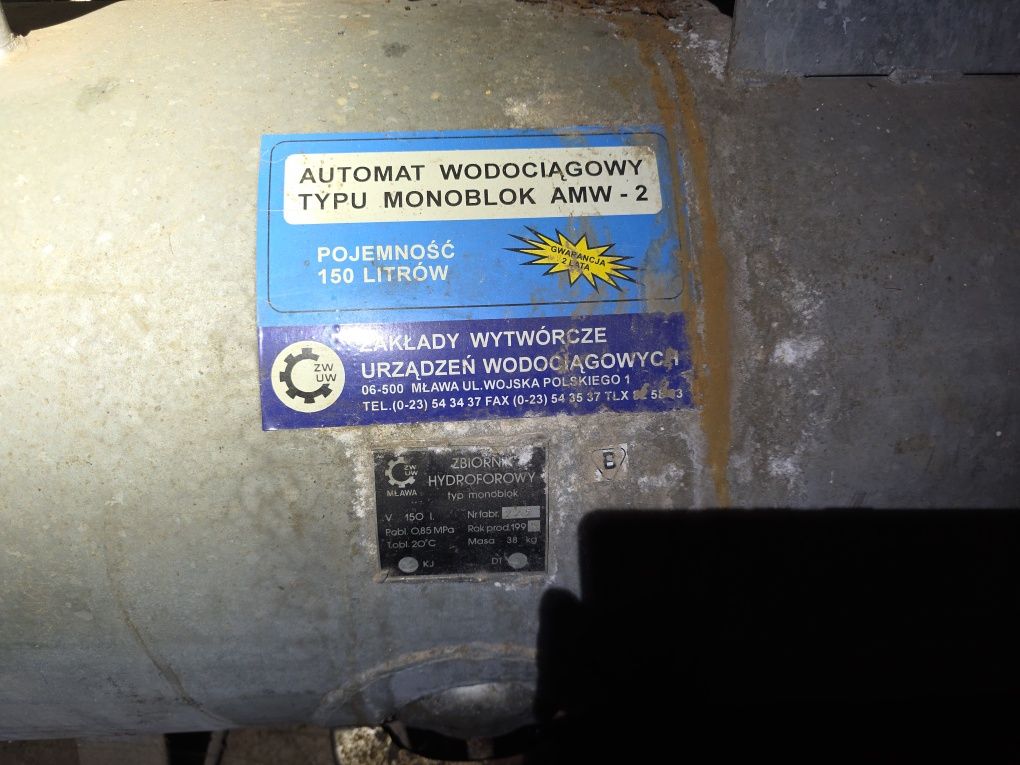 AUTOMAT WODOCIĄGOWY
TYPU MONOBLOK AMW - 2
POJEMNOŚĆ
150 LITRÓW
GWARANCJA
2 LATA
ZW
UW
ZAKŁADY WYTWÓRCZE
URZĄDZEŃ WODOCIĄGOWYCH
06-500 MŁAWA UL. WOJSKA POLSKIEGO 1
TEL.(0-23) 54 34 37 FAX (0-23) 54 35 37 TLX
ZW
UW
MŁAWA
ZBIORNIK
HYDROFOROWY
typ monoblok
V 150 l.
Nr fabr.
Pobl. 0,85 MPa
Rok prod. 199
T.obl. 20°C
Masa 38 kg
KJ
DT
B